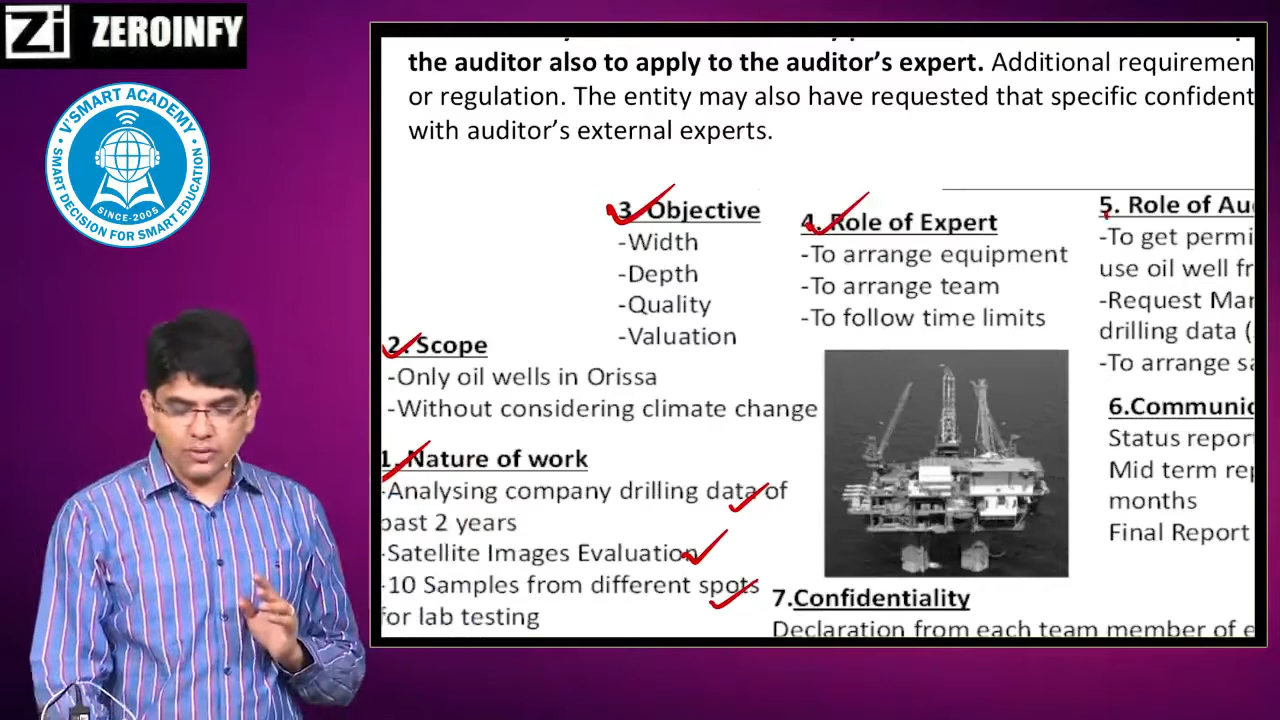 Zi ZEROINFY
V'SMART ACADEMY
SMART DECISION FOR SMART EDUCATION
SINCE-2005
the auditor also to apply to the auditor's expert. Additional requiremen
or regulation. The entity may also have requested that specific confident
with auditor's external experts.
3. Objective
-Width
-Depth
-Quality
-Valuation
4. Role of Expert
-To arrange equipment
-To arrange team
-To follow time limits
5. Role of Au
-To get permi
use oil well fr
-Request Mar
drilling data (
-To arrange sa
2. Scope
-Only oil wells in Orissa
-Without considering climate change
1. Nature of work
-Analysing company drilling data of
past 2 years
-Satellite Images Evaluation
-10 Samples from different spots
for lab testing
6.Communic
Status report
Mid term rep
months
Final Report
7.Confidentiality
Declaration from each team member of e